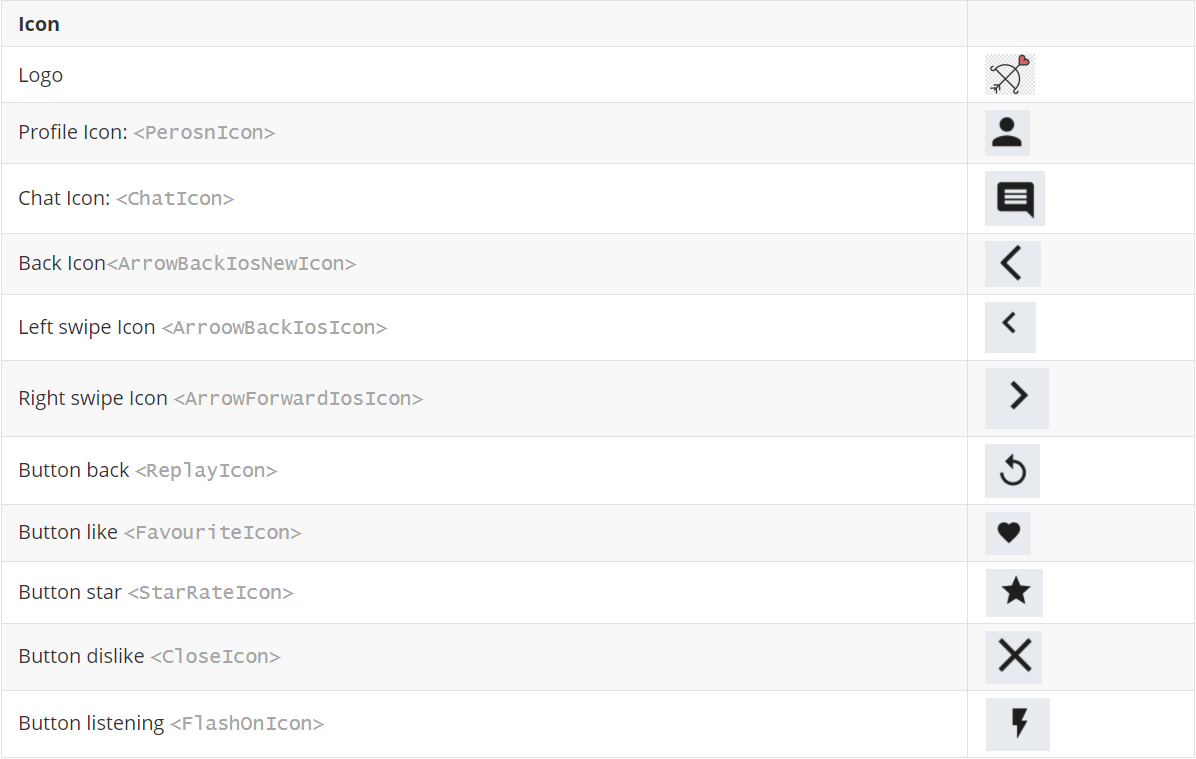 Icon
Logo
Profile Icon: <PerosnIcon>
Chat Icon: <ChatIcon>
Back Icon<ArrowBackIosNewIcon>
Left swipe Icon <ArroowBackIosIcon>
Right swipe Icon <ArrowForwardIosIcon>
Button back <ReplayIcon>
Button like <FavouriteIcon>
Button star <StarRateIcon>
Button dislike <CloseIcon>
Button listening <FlashOnIcon>